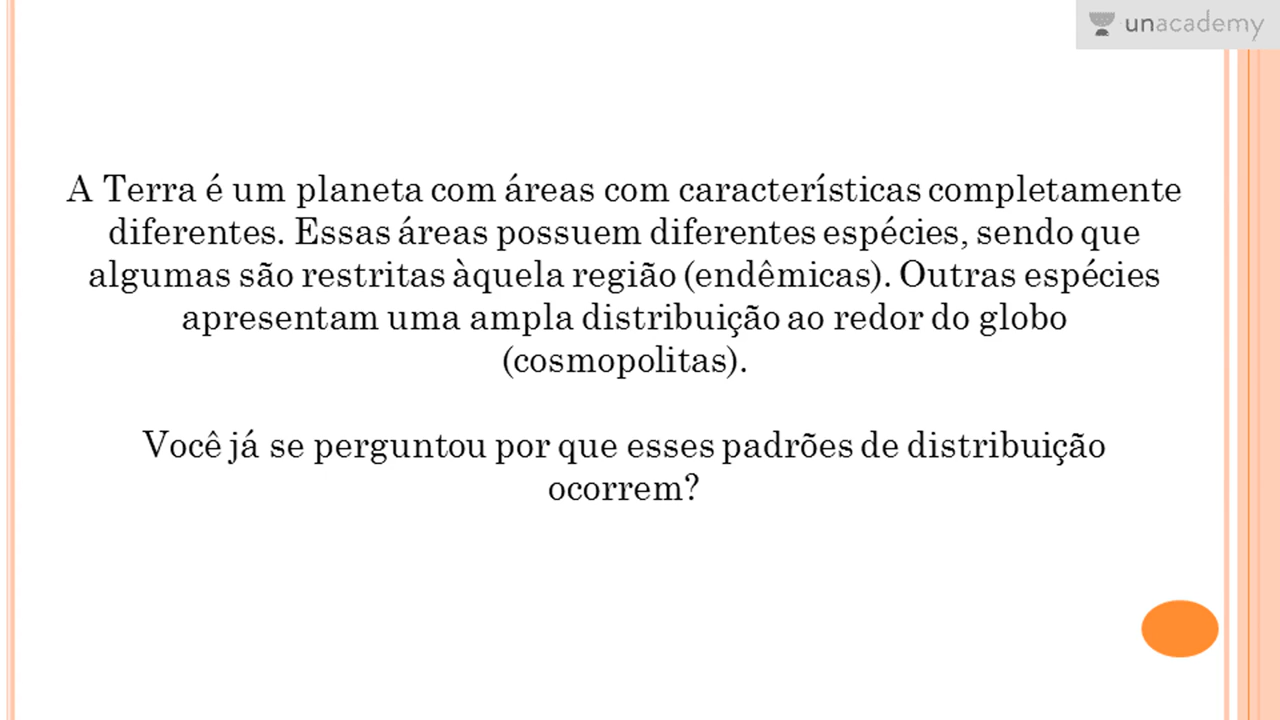 unacademy
A Terra é um planeta com áreas com características completamente
diferentes. Essas áreas possuem diferentes espécies, sendo que
algumas são restritas àquela região (endêmicas). Outras espécies
apresentam uma ampla distribuição ao redor do globo
(cosmopolitas).
Você já se perguntou por que esses padrões de distribuição
ocorrem?